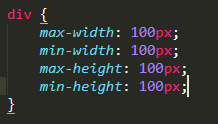 div {
max-width: 100px;
min-width: 100px;
max-height: 100px;
min-height: 100px;
}